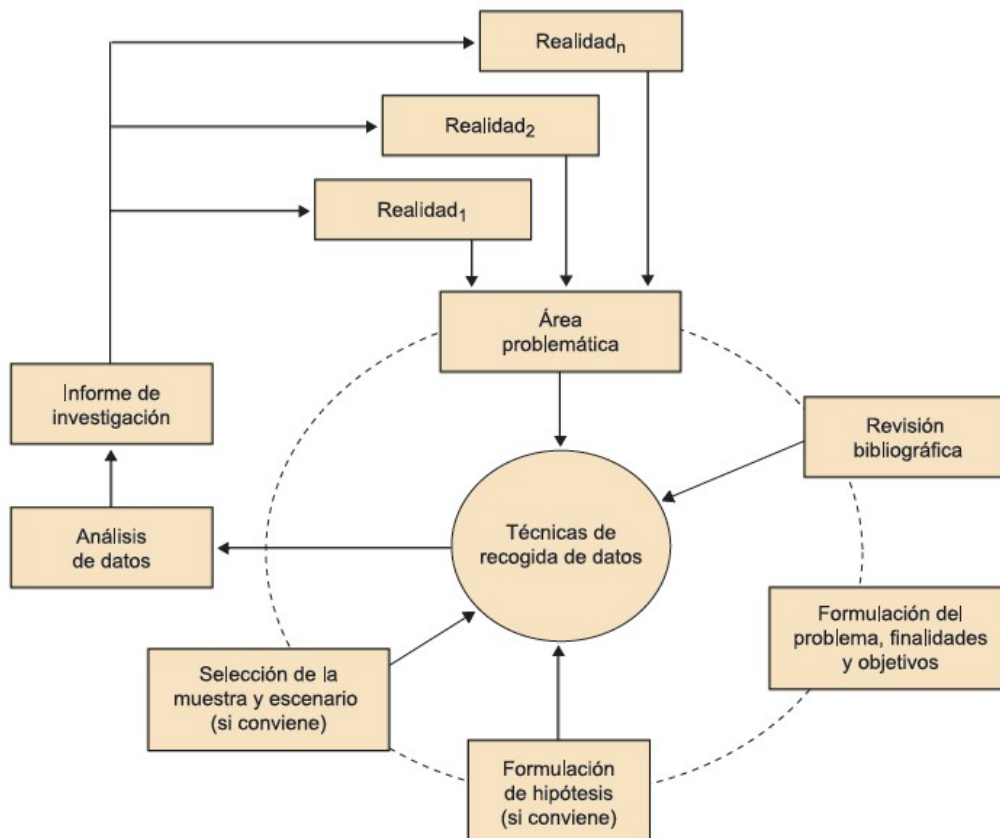 Realidadₙ
Realidad₂
Realidad₁
Área
problemática
Informe de
investigación
Revisión
bibliográfica
Análisis
de datos
Técnicas de
recogida de datos
Formulación del
problema, finalidades
y objetivos
Selección de la
muestra y escenario
(si conviene)
Formulación
de hipótesis
(si conviene)